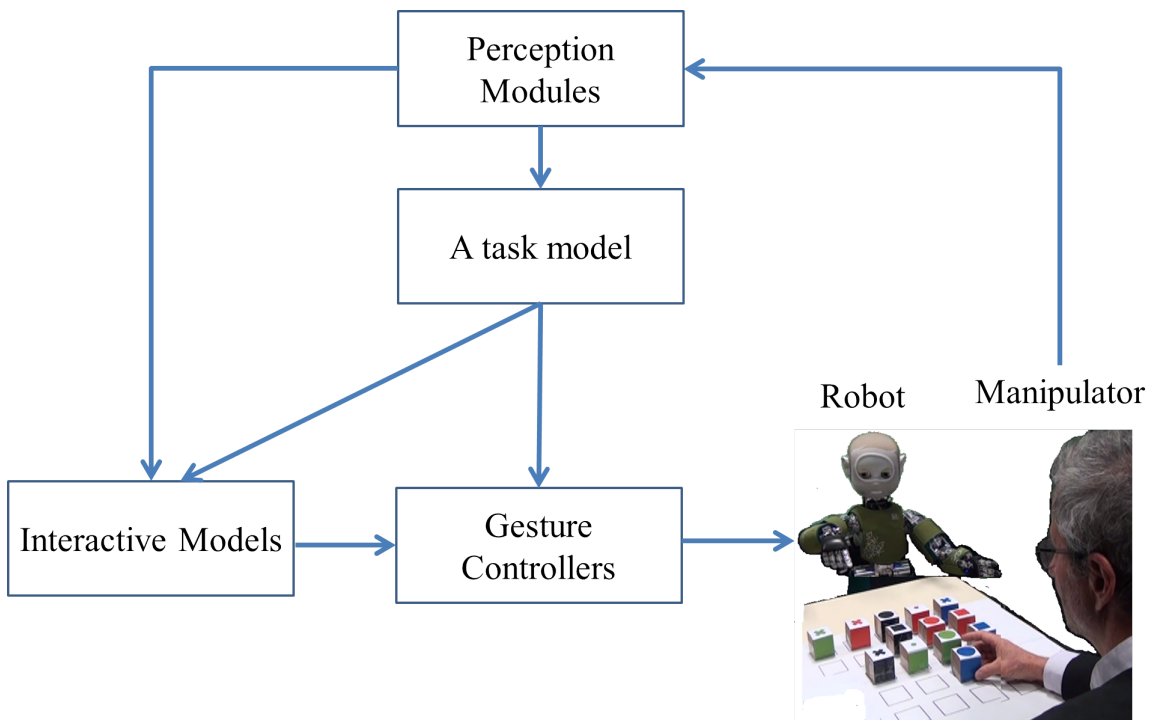 Perception
Modules
A task model
Robot
Manipulator
Interactive Models
Gesture
Controllers